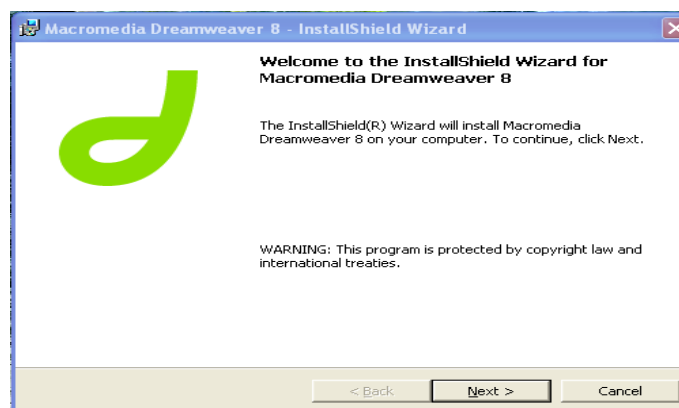 Macromedia Dreamweaver 8 - InstallShield Wizard
Welcome to the InstallShield Wizard for
Macromedia Dreamweaver 8
The InstallShield(R) Wizard will install Macromedia
Dreamweaver 8 on your computer. To continue, click Next.
WARNING: This program is protected by copyright law and
international treaties.
< Back
Next >
Cancel